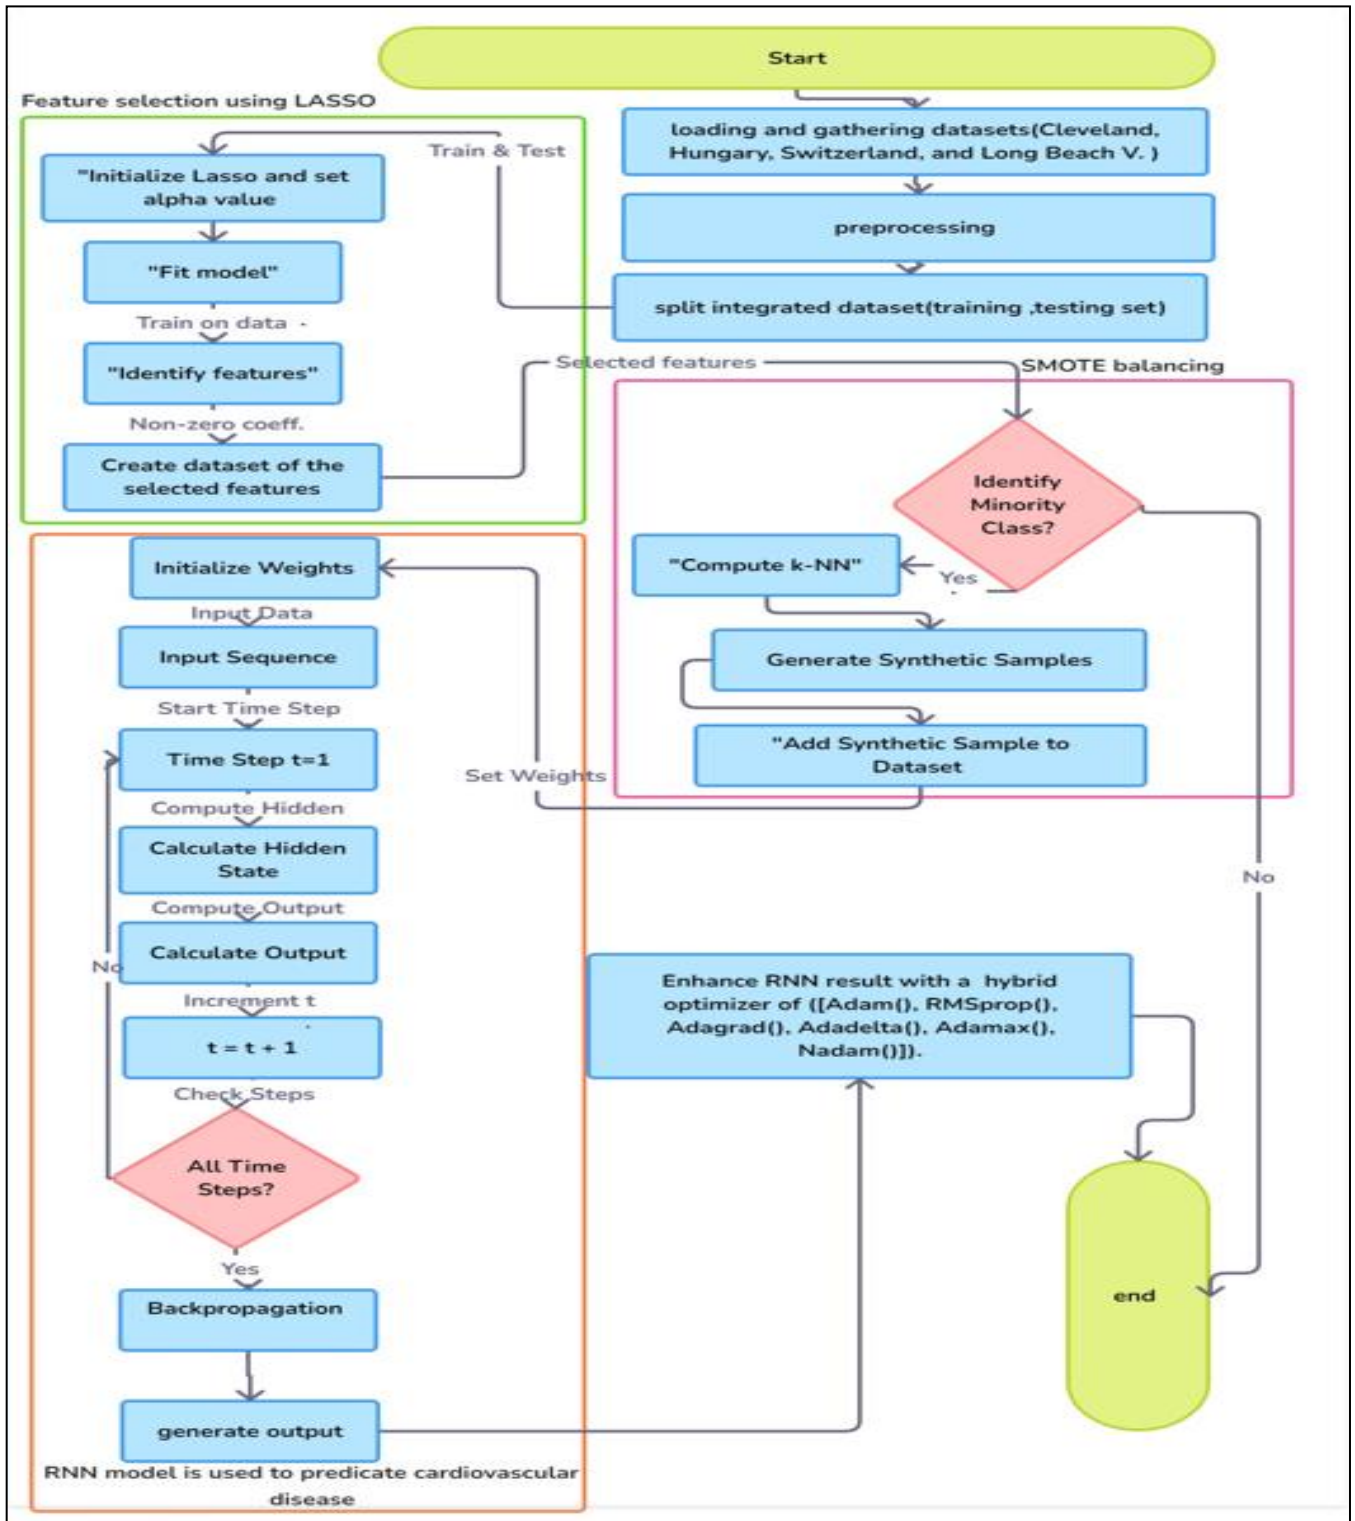 Start
loading and gathering datasets(Cleveland,
Hungary, Switzerland, and Long Beach V. )
preprocessing
split integrated dataset(training ,testing set)
Feature selection using LASSO
Train & Test
"Initialize Lasso and set
alpha value
"Fit model"
Train on data
"Identify features"
Non-zero coeff.
Create dataset of the
selected features
Selected features
SMOTE balancing
Identify
Minority
Class?
Yes
"Compute k-NN"
Generate Synthetic Samples
"Add Synthetic Sample to
Dataset
Set Weights
No
Initialize Weights
Input Data
Input Sequence
Start Time Step
Time Step t=1
Compute Hidden
Calculate Hidden
State
Compute Output
Calculate Output
No
Increment t
t = t + 1
Check Steps
All Time
Steps?
Yes
Backpropagation
generate output
RNN model is used to predicate cardiovascular
disease
Enhance RNN result with a hybrid
optimizer of ([Adam(), RMSprop(),
Adagrad(), Adadelta(), Adamax(),
Nadam()]).
end